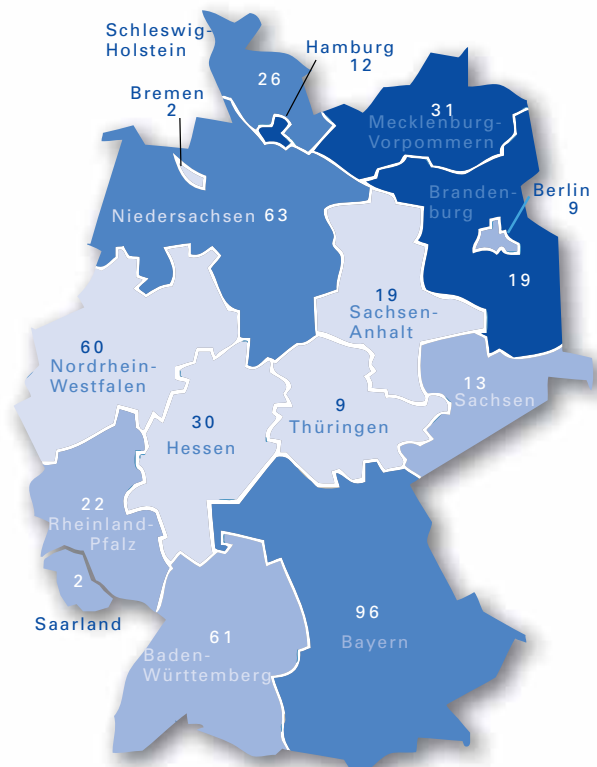 Schleswig-
Holstein
26
Hamburg
12
Bremen
2
31
Mecklenburg-
Vorpommern
Branden-
burg
Berlin
9
19
Niedersachsen 63
19
Sachsen-
Anhalt
60
Nordrhein-
Westfalen
13
Sachsen
30
Hessen
9
Thüringen
22
Rheinland-
Pfalz
2
Saarland
61
Baden-
Württemberg
96
Bayern